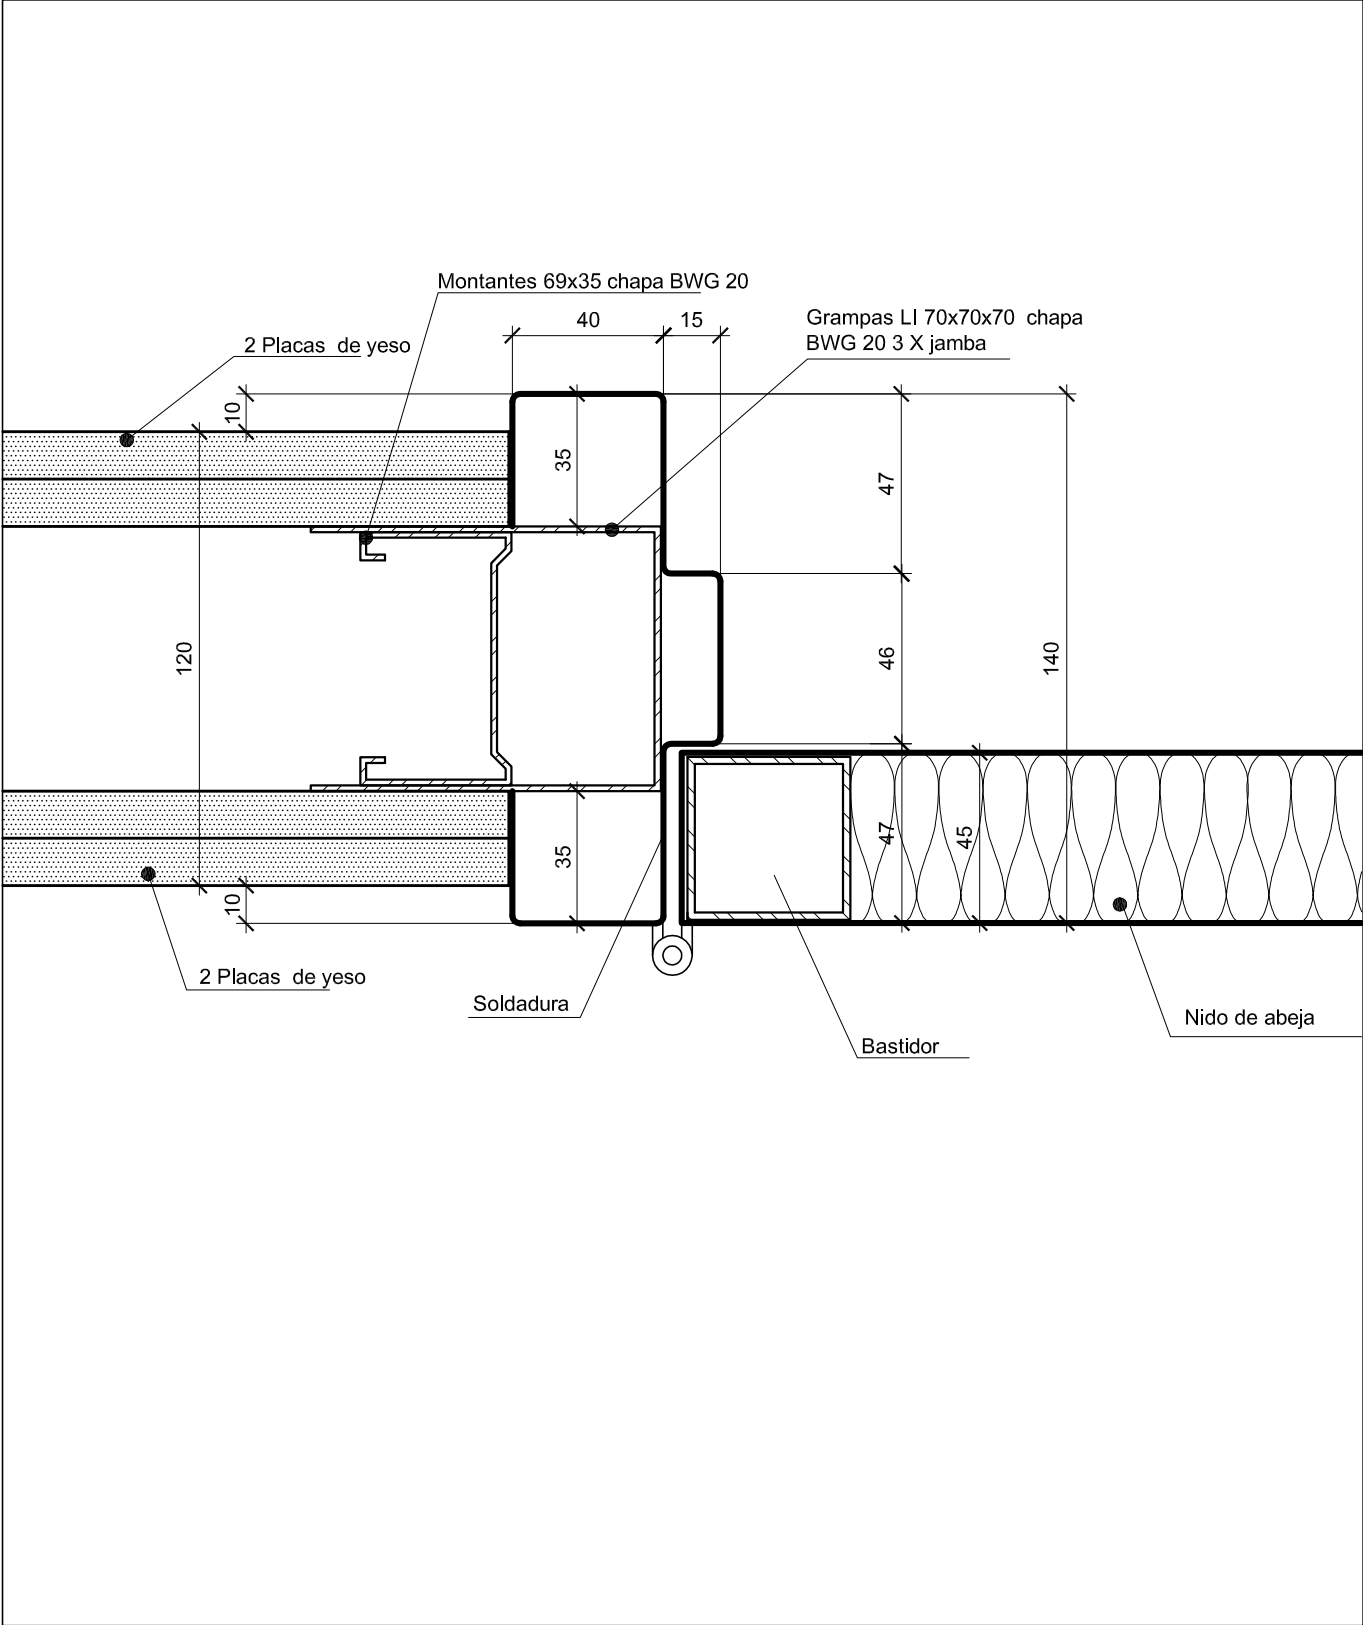 Montantes 69x35 chapa BWG 20
40
15
Grampas LI 70x70x70 chapa
BWG 20 3 X jamba
2 Placas de yeso
10
35
47
120
46
140
47
45
35
10
2 Placas de yeso
Soldadura
Nido de abeja
Bastidor